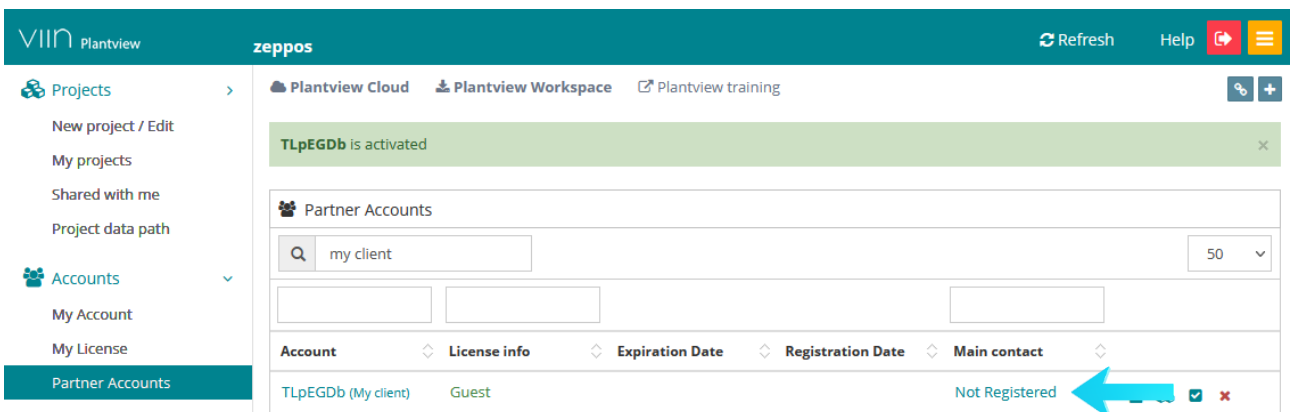 VIIN Plantview
zeppos
Refresh
Help
Projects
New project / Edit
My projects
Shared with me
Project data path
Accounts
My Account
My License
Partner Accounts
Plantview Cloud Plantview Workspace Plantview training
TLpEGDb is activated
Partner Accounts
my client
50
Account License info Expiration Date Registration Date Main contact
TLpEGDb (My client) Guest Not Registered